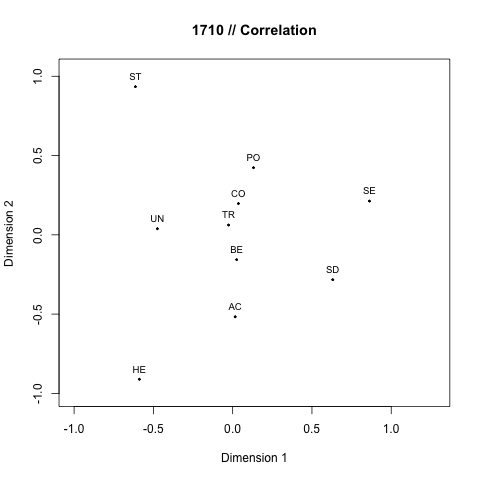 1710 // Correlation
ST
PO
SE
CO
TR
UN
BE
SD
AC
HE
1.0
0.5
0.0
-0.5
-1.0
Dimension 2
-1.0 -0.5 0.0 0.5 1.0
Dimension 1